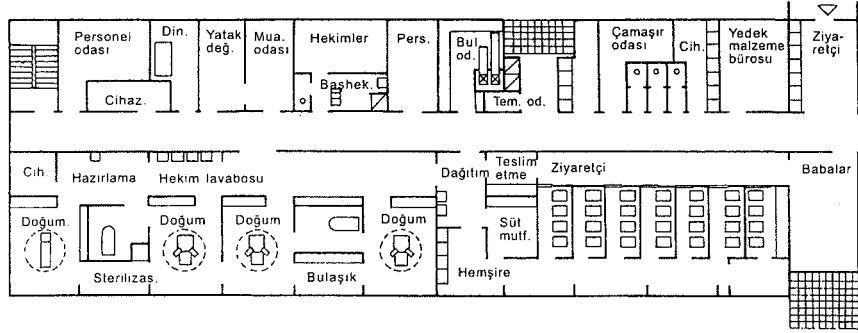 Personel
odası
Din.
Yatak
değ.
Mua.
odası
Hekimler
Pers.
Bul
od.
Çamaşır
odası
Cih.
Yedek
malzeme
bürosu
Ziya-
retçi
Cihaz.
Başhek.
Tem. od.
Cih.
Hazırlama
Hekim lavabosu
Dağıtım
Teslim
etme
Ziyaretçi
Babalar
Doğum.
Doğum
Doğum
Doğum
Süt
mutf.
Sterilizas.
Bulaşık
Hemşire